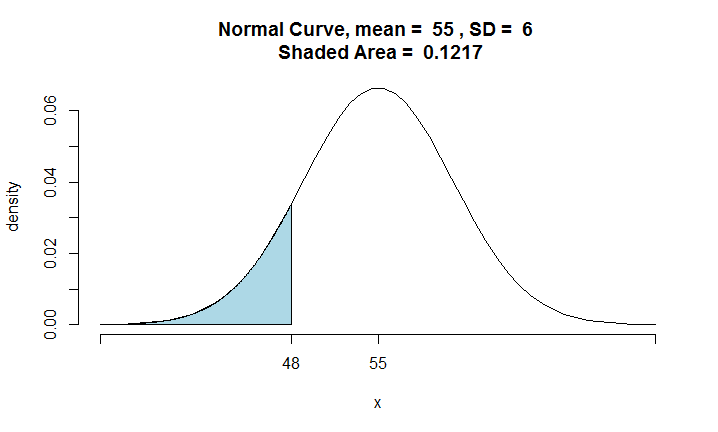 Normal Curve, mean =  55 , SD =  6
Shaded Area =  0.1217
0.06
0.04
0.02
0.00
density
48
55
x